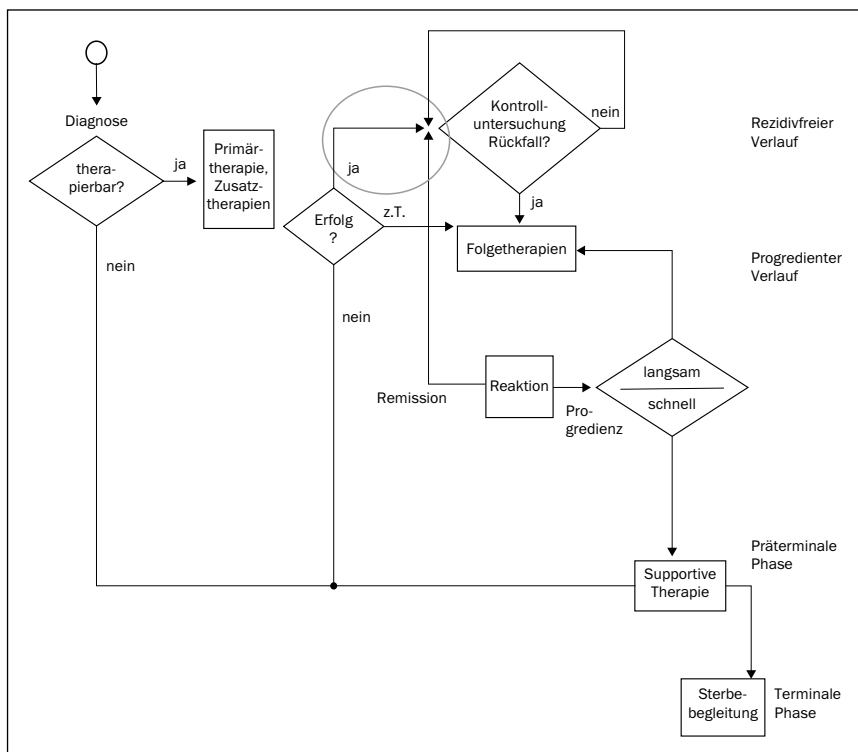 Diagnose
thera-
pierbar?
ja
nein
Primär-
therapie,
Zusatz-
therapien
Erfolg
?
ja
z.T.
nein
Kontroll-
untersuchung
Rückfall?
nein
ja
Rezidivfreier
Verlauf
Folgetherapien
Progredienter
Verlauf
Reaktion
Remission
Pro-
gredienz
langsam
schnell
Supportive
Therapie
Präterminale
Phase
Sterbe-
begleitung
Terminale
Phase